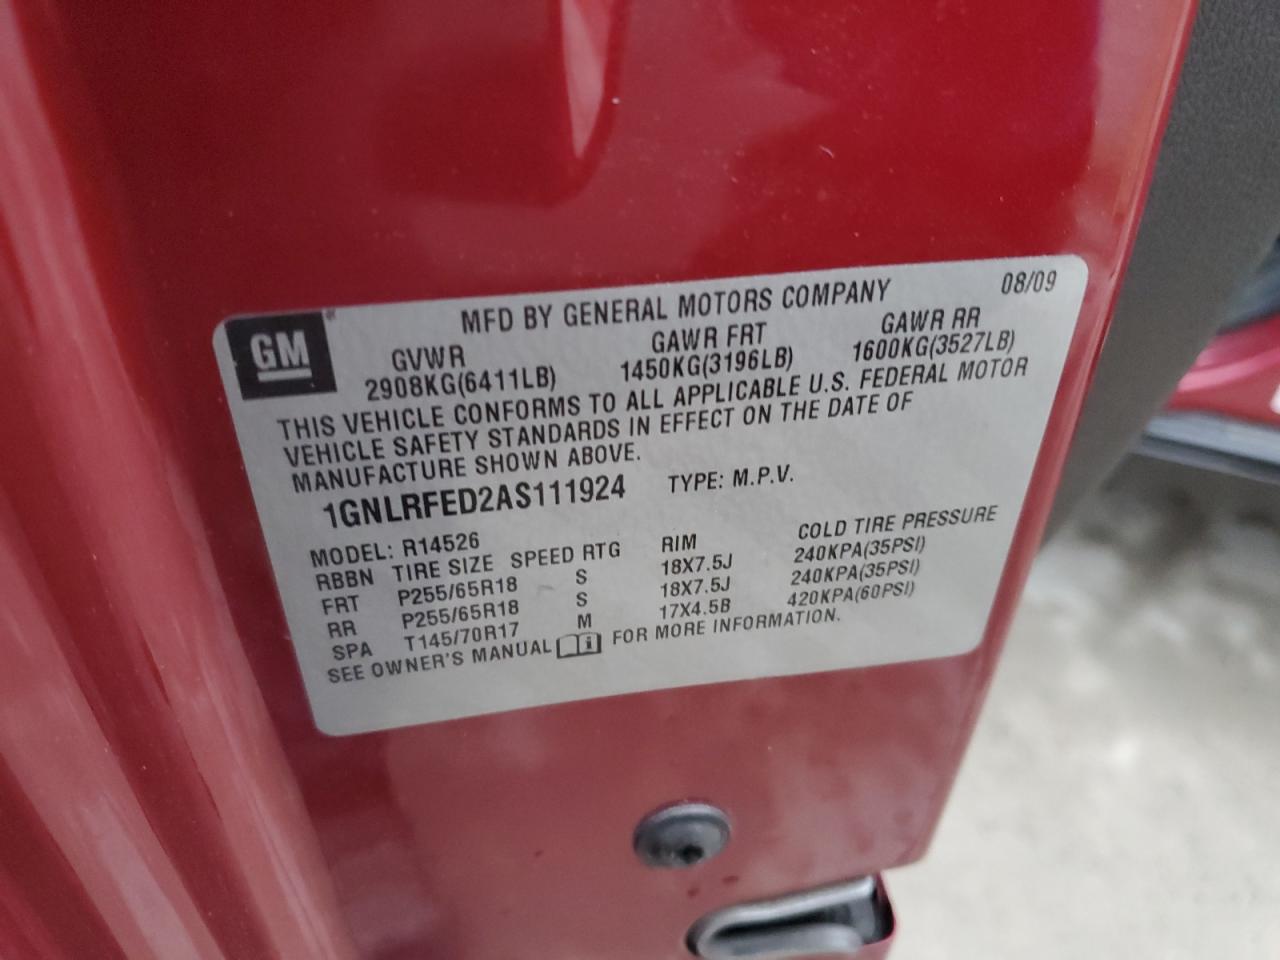 GM
MFD BY GENERAL MOTORS COMPANY 08/09
GVWR GAWR FRT GAWR RR
2908KG(6411LB) 1450KG(3196LB) 1600KG(3527LB)
THIS VEHICLE CONFORMS TO ALL APPLICABLE U.S. FEDERAL MOTOR
VEHICLE SAFETY STANDARDS IN EFFECT ON THE DATE OF
MANUFACTURE SHOWN ABOVE.
1GNLRFED2AS111924 TYPE: M.P.V.
MODEL: R14526
RBBN TIRE SIZE SPEED RTG RIM COLD TIRE PRESSURE
FRT P255/65R18 S 18X7.5J 240KPA(35PSI)
RR P255/65R18 S 18X7.5J 240KPA(35PSI)
SPA T145/70R17 M 17X4.5B 420KPA(60PSI)
SEE OWNER'S MANUAL i FOR MORE INFORMATION.